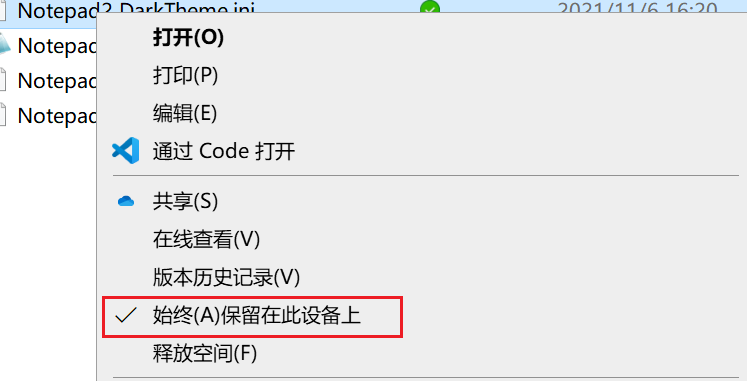 Notepad2 DarkTheme.ini 2021/11/6 16:20
打开(O)
Notepad
打印(P)
Notepad
编辑(E)
Notepad
通过 Code 打开
共享(S)
在线查看(V)
版本历史记录(V)
始终(A)保留在此设备上
释放空间(F)